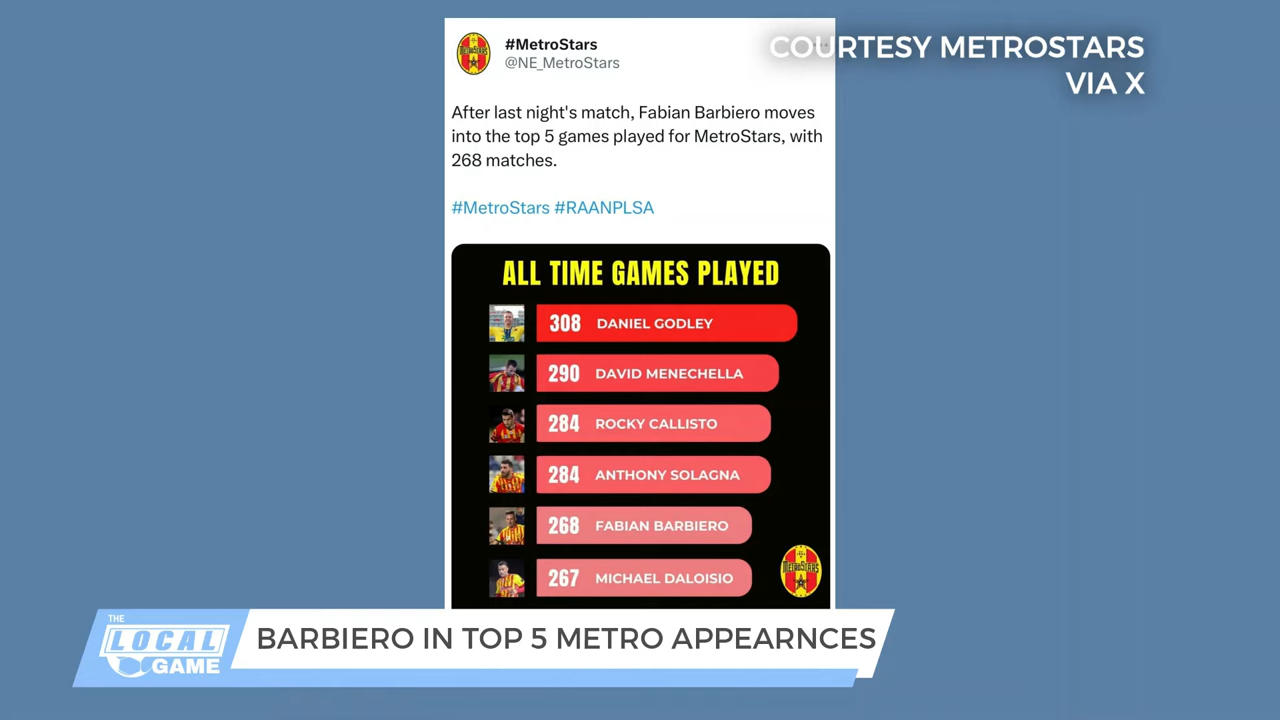 #MetroStars
@NE_MetroStars
COURTESY METROSTARS
VIA X
After last night's match, Fabian Barbiero moves
into the top 5 games played for MetroStars, with
268 matches.
#MetroStars #RAANPLSA
ALL TIME GAMES PLAYED
308 DANIEL GODLEY
290 DAVID MENECHELLA
284 ROCKY CALLISTO
284 ANTHONY SOLAGNA
268 FABIAN BARBIERO
267 MICHAEL DALOISIO
METROSTARS
THE
LOCAL
GAME
BARBIERO IN TOP 5 METRO APPEARNCES